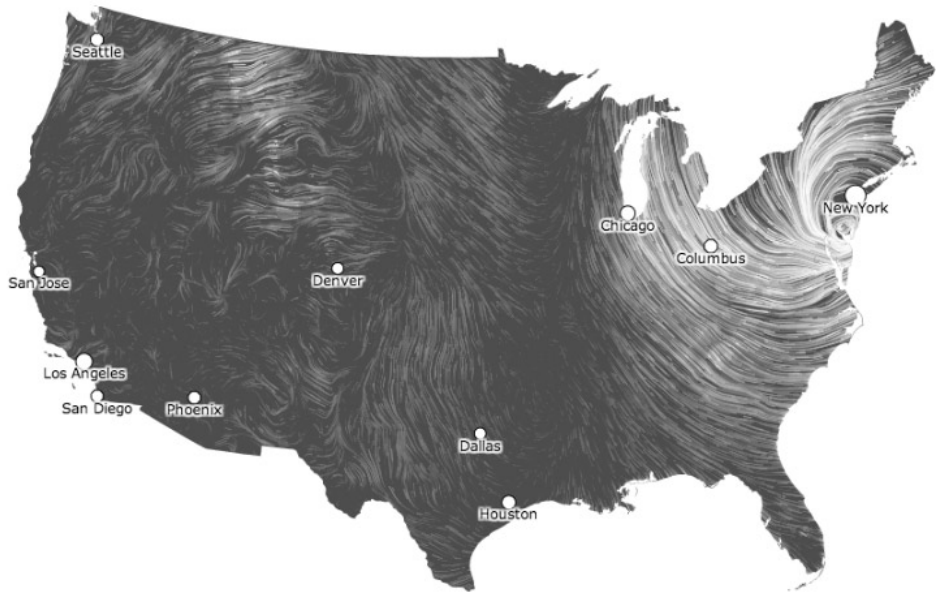 Seattle
New York
Chicago
Columbus
San Jose
Denver
Los Angeles
San Diego
Phoenix
Dallas
Houston